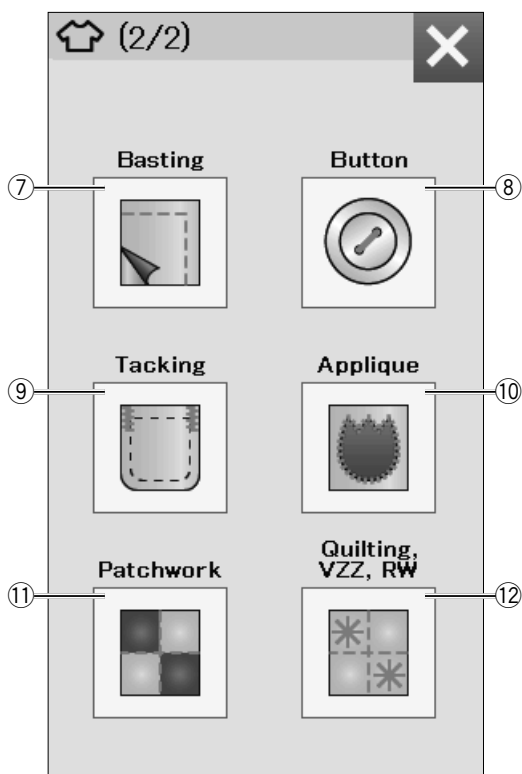 (2/2)
Basting
Button
⑦
⑧
Tacking
Applique
⑨
⑩
Patchwork
Quilting,
VZZ, RW
⑪
⑫